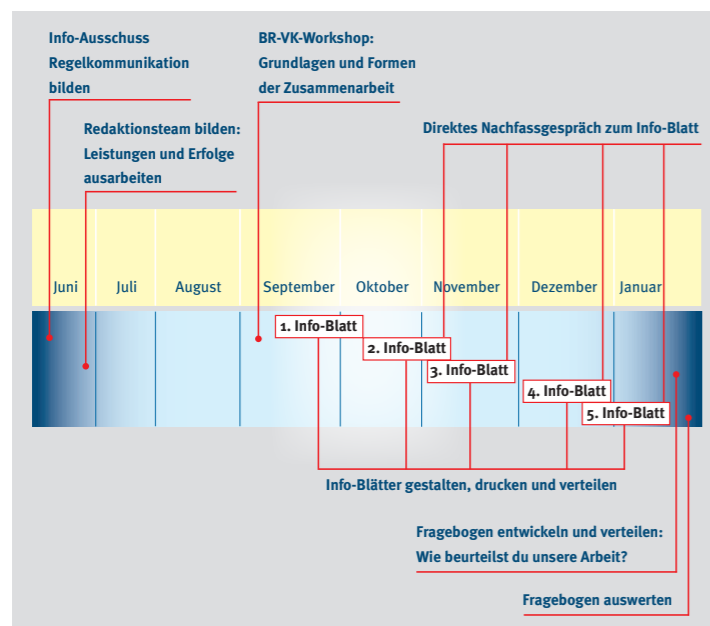 Info-Ausschuss
Regelkommunikation
bilden
BR-VK-Workshop:
Grundlagen und Formen
der Zusammenarbeit
Redaktionsteam bilden:
Leistungen und Erfolge
ausarbeiten
Direktes Nachfassgespräch zum Info-Blatt
Juni Juli August September Oktober November Dezember Januar
1. Info-Blatt
2. Info-Blatt
3. Info-Blatt
4. Info-Blatt
5. Info-Blatt
Info-Blätter gestalten, drucken und verteilen
Fragebogen entwickeln und verteilen:
Wie beurteilst du unsere Arbeit?
Fragebogen auswerten